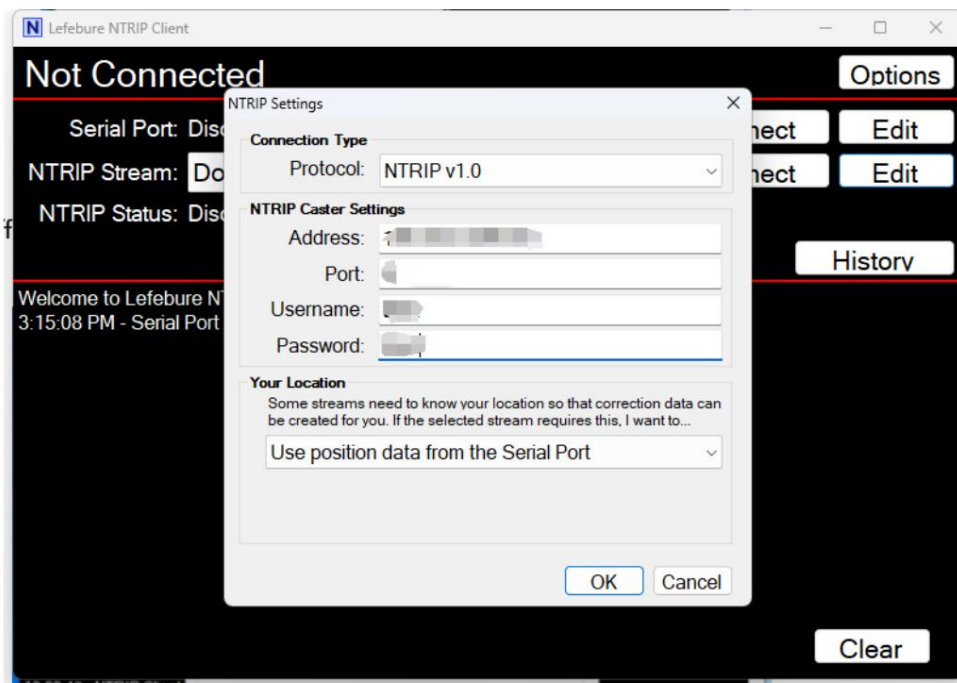 Lefebure NTRIP Client
Not Connected
Options
NTRIP Settings
Serial Port: Disc
nect
Edit
Connection Type
Protocol: NTRIP v1.0
NTRIP Stream: Do
nect
Edit
NTRIP Status: Disc
NTRIP Caster Settings
Address:
Port:
History
Welcome to Lefebure NT
3:15:08 PM - Serial Port
Username:
Password:
Your Location
Some streams need to know your location so that correction data can
be created for you. If the selected stream requires this, I want to...
Use position data from the Serial Port
OK
Cancel
Clear